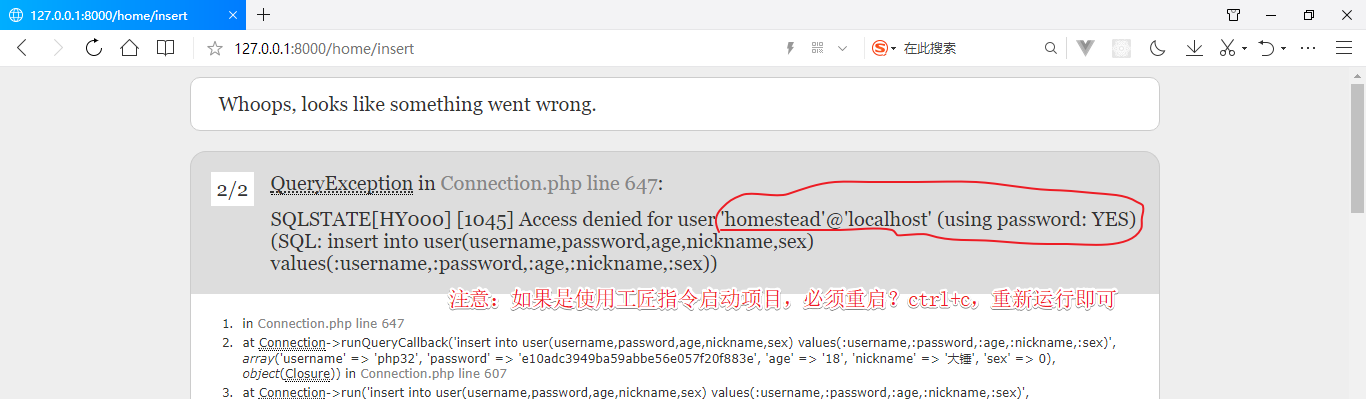 127.0.0.1:8000/home/insert
127.0.0.1:8000/home/insert
在此搜索
Whoops, looks like something went wrong.
2/2
QueryException in Connection.php line 647:
SQLSTATE[HY000] [1045] Access denied for user 'homestead'@'localhost' (using password: YES)
(SQL: insert into user(username,password,age,nickname,sex)
values(:username,:password,:age,:nickname,:sex))
注意：如果是使用工匠指令启动项目，必须重启？ctrl+c，重新运行即可
1. in Connection.php line 647
2. at Connection->runQueryCallback('insert into user(username,password,age,nickname,sex) values(:username,:password,:age,:nickname,:sex)',
array('username' => 'php32', 'password' => 'e10adc3949ba59abbe56e057f20f883e', 'age' => '18', 'nickname' => '大锤', 'sex' => 0),
object(Closure)) in Connection.php line 607
3. at Connection->run('insert into user(username,password,age,nickname,sex) values(:username,:password,:age,:nickname,:sex)',